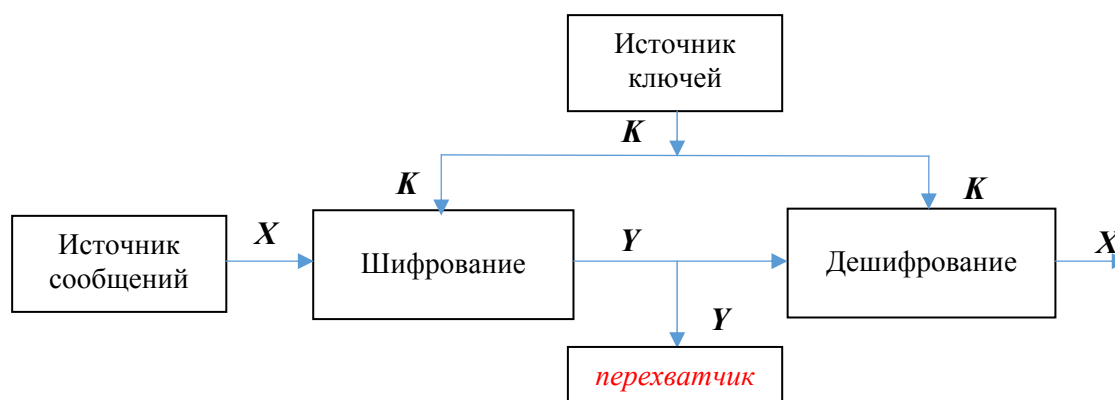 Источник
ключей
K
K
K
Источник
сообщений
X
Шифрование
Y
Дешифрование
X
Y
перехватчик